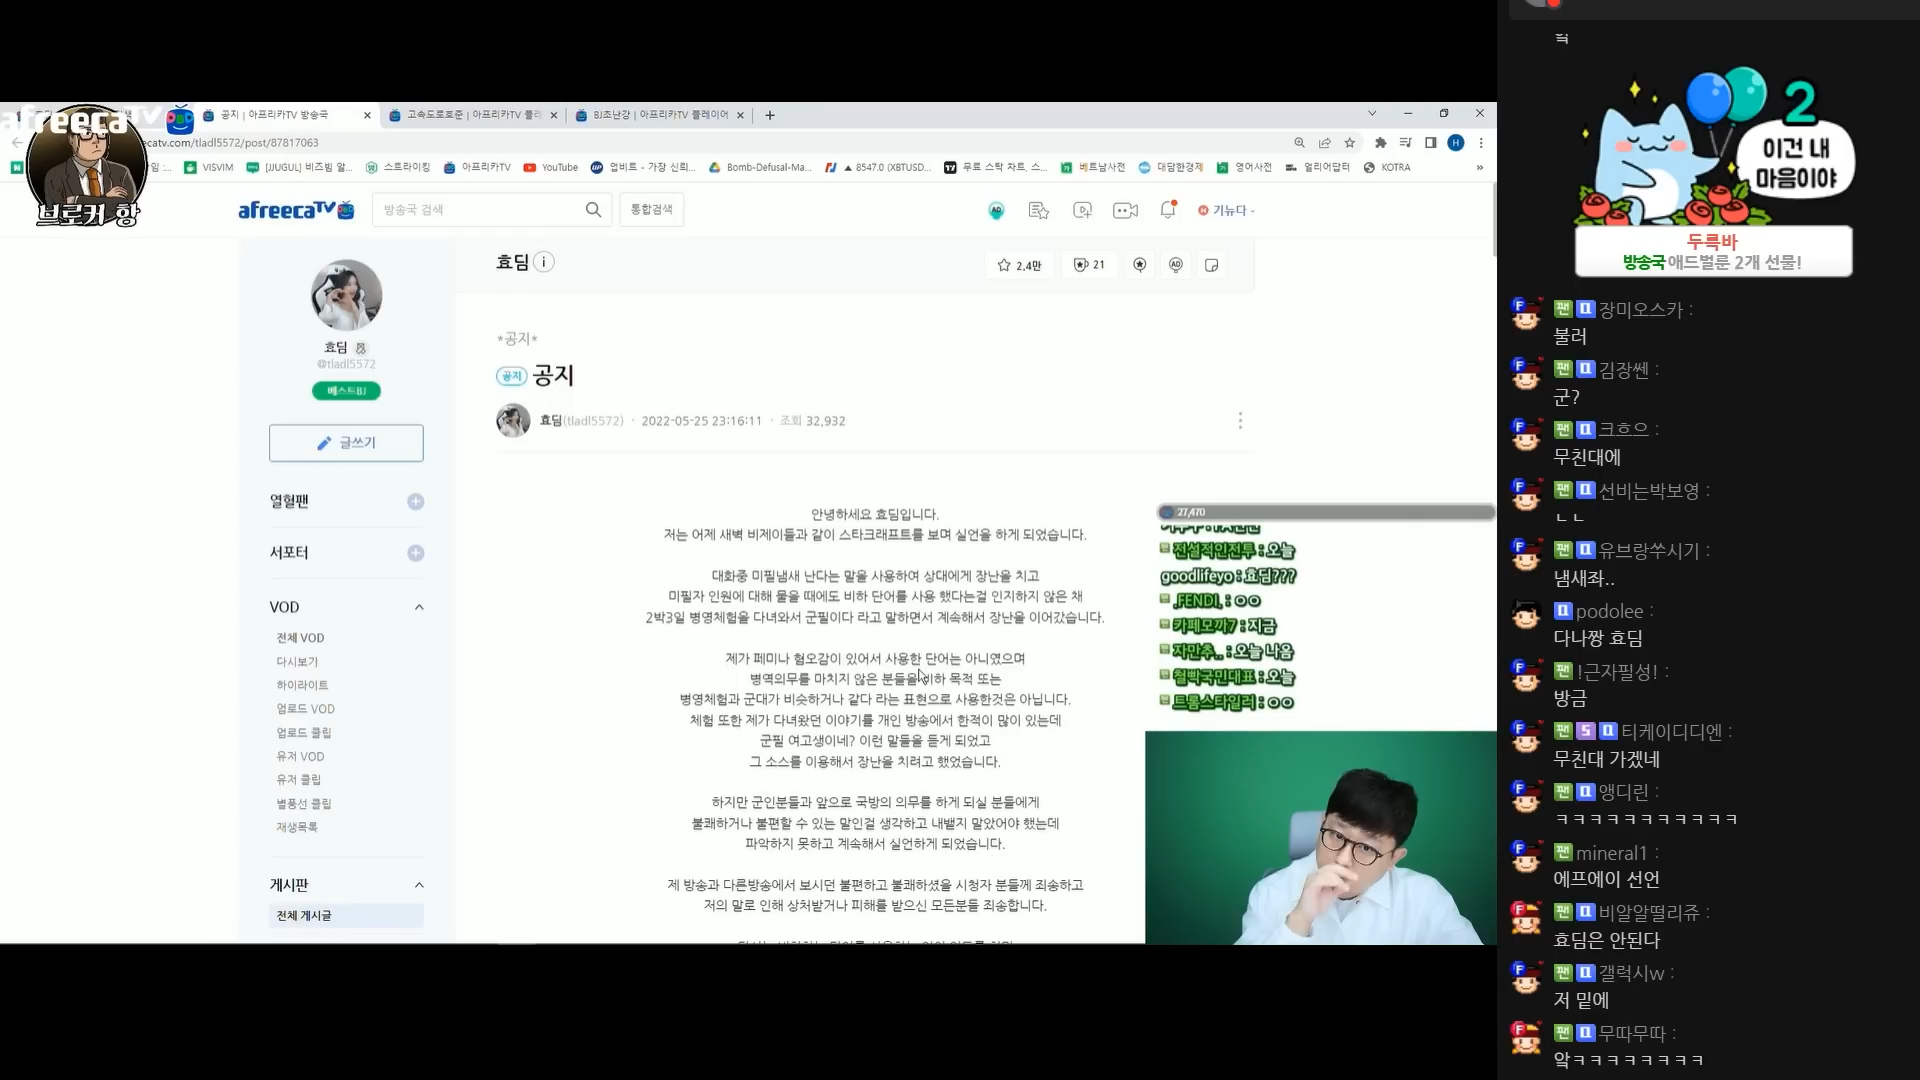 afreecaTV
브로커 항
공지 | 아프리카TV 방송국
고속도로호준 | 아프리카TV 플레
BJ조난강 | 아프리카TV 플레이어
ecatv.com/tladl5572/post/87817063
VISVIM
[JJUGUL] 비즈빔 알...
스트라이킹
아프리카TV
YouTube
업비트 - 가장 신뢰...
Bomb-Defusal-Ma...
▲ 8547.0 (XBTUSD...
무료 스탁 차트, 스...
베트남사전
대담한경제
영어사전
얼리어답터
KOTRA
afreecaTV
방송국 검색
통합검색
기뉴다
효딤
@tladl5572
베스트BJ
글쓰기
열혈팬
서포터
VOD
전체 VOD
다시보기
하이라이트
업로드 VOD
업로드 클립
유저 VOD
유저 클립
별풍선 클립
재생목록
게시판
전체 게시글
효딤
2.4만
21
*공지*
공지 공지
효딤(tladl5572) · 2022-05-25 23:16:11 · 조회 32,932
안녕하세요 효딤입니다.
저는 어제 새벽 비제이들과 같이 스타크래프트를 보며 실언을 하게 되었습니다.
대화중 미필냄새 난다는 말을 사용하여 상대에게 장난을 치고
미필자 인원에 대해 물을 때에도 비하 단어를 사용 했다는걸 인지하지 않은 채
2박3일 병영체험을 다녀와서 군필이다 라고 말하면서 계속해서 장난을 이어갔습니다.
제가 페미나 혐오감이 있어서 사용한 단어는 아니였으며
병역의무를 마치지 않은 분들을 비하 목적 또는
병영체험과 군대가 비슷하거나 같다 라는 표현으로 사용한것은 아닙니다.
체험 또한 제가 다녀왔던 이야기를 개인 방송에서 한적이 많이 있는데
군필 여고생이네? 이런 말들을 듣게 되었고
그 소스를 이용해서 장난을 치려고 했었습니다.
하지만 군인분들과 앞으로 국방의 의무를 하게 되실 분들에게
불쾌하거나 불편할 수 있는 말인걸 생각하고 내뱉지 말았어야 했는데
파악하지 못하고 계속해서 실언하게 되었습니다.
제 방송과 다른방송에서 보시던 불편하고 불쾌하셨을 시청자 분들께 죄송하고
저의 말로 인해 상처받거나 피해를 받으신 모든분들 죄송합니다.
27,470
전설적인전투 : 오늘
goodlifeyo : 효딤???
.FENDI. : ㅇㅇ
카페모까7 : 지금
자만추.. : 오늘 나옴
철빡국민대표 : 오늘
트롬스타일러 : ㅇㅇ
2
이건 내
마음이야
두륵바
방송국 애드벌룬 2개 선물!
팬 장미오스카 :
불러
팬 김장쎈 :
군?
팬 크흐으 :
무친대에
팬 선비는박보영 :
ㄴㄴ
팬 유브랑쑤시기 :
냄새좌..
podolee :
다나짱 효딤
팬 !근자필성! :
방금
팬 S 티케이디디엔 :
무친대 가겠네
팬 앵디린 :
ㅋㅋㅋㅋㅋㅋㅋㅋㅋㅋㅋ
팬 mineral1 :
에프에이 선언
팬 비알알떨리쥬 :
효딤은 안된다
팬 갤럭시w :
저 밑에
팬 무따무따 :
앜ㅋㅋㅋㅋㅋㅋㅋㅋ